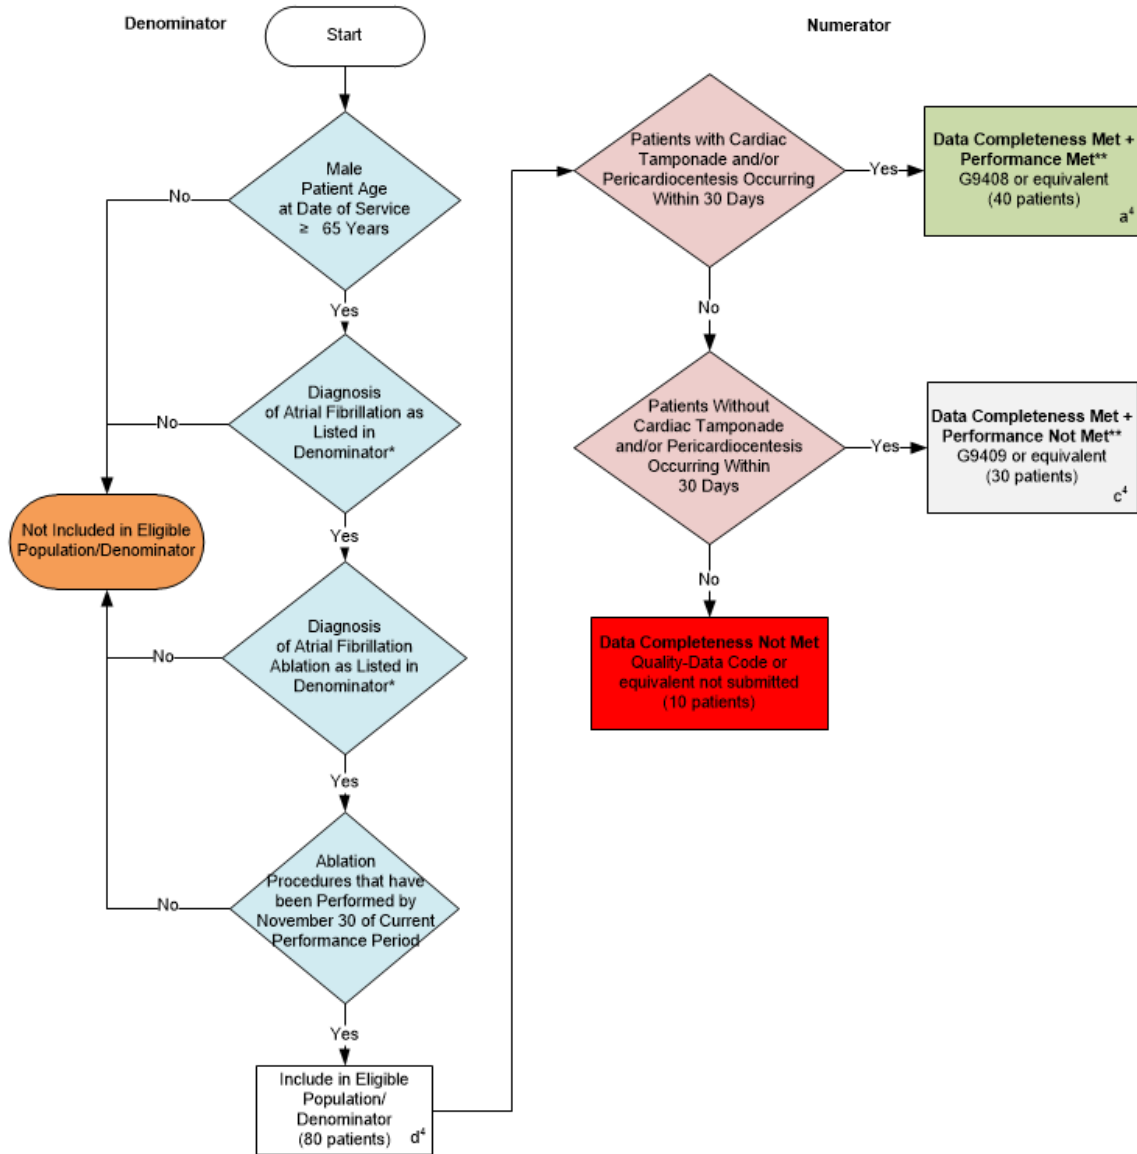 Denominator
Start
Male
Patient Age
at Date of Service
≥ 65 Years
No
Yes
Diagnosis
of Atrial Fibrillation as
Listed in
Denominator*
No
Yes
Not Included in Eligible
Population/Denominator
Diagnosis
of Atrial Fibrillation
Ablation as Listed in
Denominator*
No
Yes
Ablation
Procedures that have
been Performed by
November 30 of Current
Performance Period
No
Yes
Include in Eligible
Population/
Denominator
(80 patients)
d⁴
Numerator
Patients with Cardiac
Tamponade and/or
Pericardiocentesis Occurring
Within 30 Days
Yes
Data Completeness Met +
Performance Met**
G9408 or equivalent
(40 patients)
a⁴
No
Patients Without
Cardiac Tamponade
and/or Pericardiocentesis
Occurring Within
30 Days
Yes
Data Completeness Met +
Performance Not Met**
G9409 or equivalent
(30 patients)
c⁴
No
Data Completeness Not Met
Quality-Data Code or
equivalent not submitted
(10 patients)